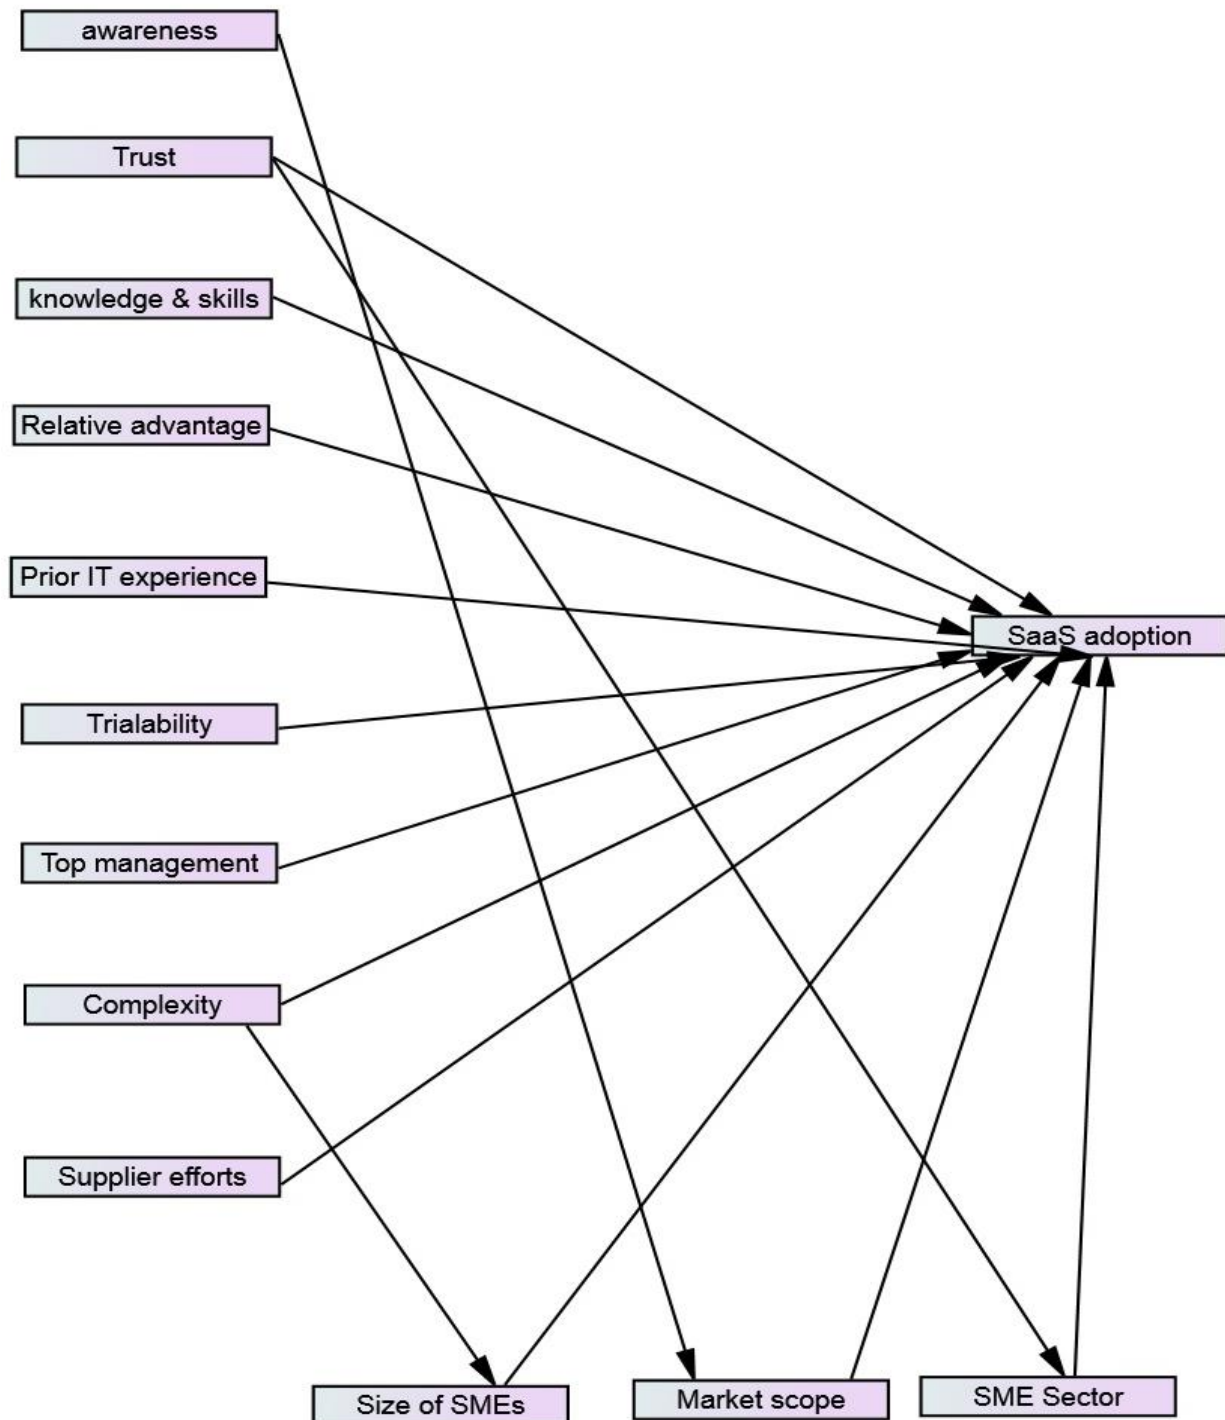 awareness
Trust
knowledge & skills
Relative advantage
Prior IT experience
SaaS adoption
Trialability
Top management
Complexity
Supplier efforts
Size of SMEs
Market scope
SME Sector